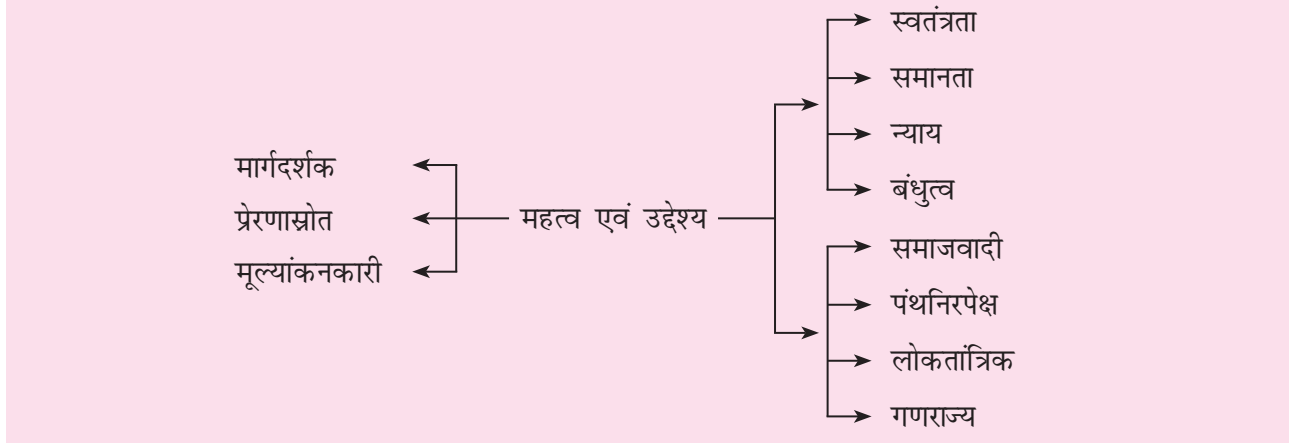 मार्गदर्शक
प्रेरणास्रोत
मूल्यांकनकारी
महत्व एवं उद्देश्य
स्वतंत्रता
समानता
न्याय
बंधुत्व
समाजवादी
पंथनिरपेक्ष
लोकतांत्रिक
गणराज्य